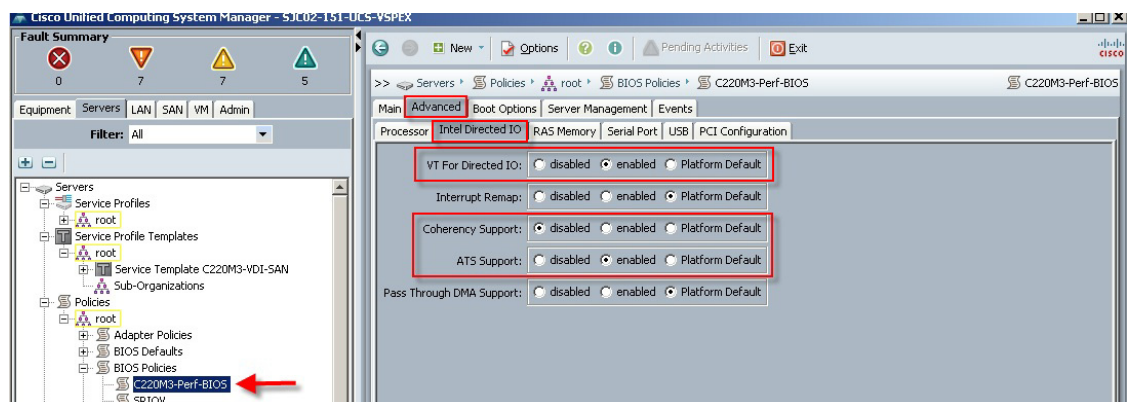 Cisco Unified Computing System Manager - SJC02-151-UCS-VSPEX
Fault Summary
0 7 7 5
New Options Pending Activities Exit
CISCO
>> Servers Policies root BIOS Policies C220M3-Perf-BIOS C220M3-Perf-BIOS
Equipment Servers LAN SAN VM Admin
Filter: All
Main Advanced Boot Options Server Management Events
Processor Intel Directed IO RAS Memory Serial Port USB PCI Configuration
Servers
Service Profiles
root
Service Profile Templates
root
Service Template C220M3-VDI-SAN
Sub-Organizations
Policies
root
Adapter Policies
BIOS Defaults
BIOS Policies
C220M3-Perf-BIOS
SRIOV
VT For Directed IO: disabled enabled Platform Default
Interrupt Remap: disabled enabled Platform Default
Coherency Support: disabled enabled Platform Default
ATS Support: disabled enabled Platform Default
Pass Through DMA Support: disabled enabled Platform Default